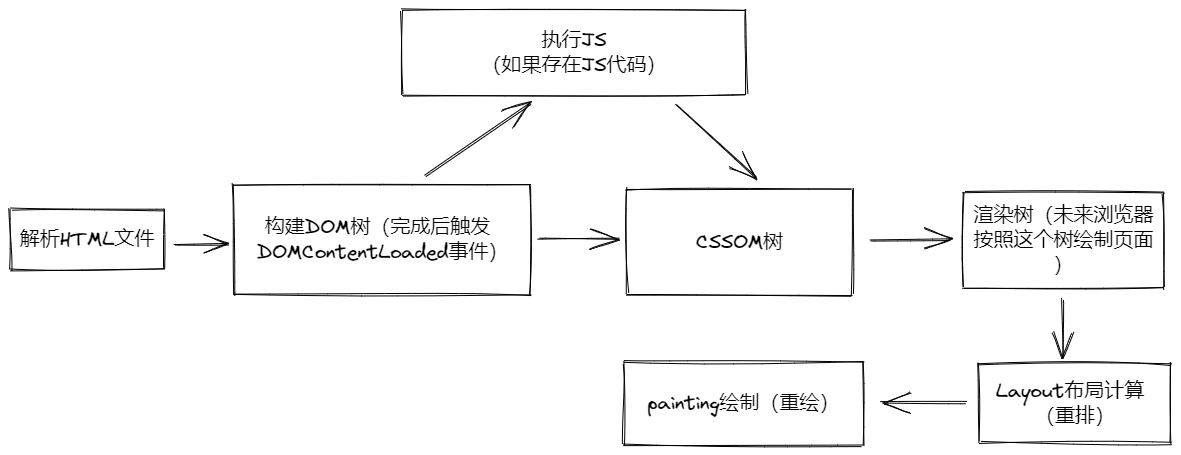 执行JS
（如果存在JS代码）
解析HTML文件
构建DOM树（完成后触发
DOMContentLoaded事件）
CSSOM树
渲染树（未来浏览器
按照这个树绘制页面
）
Layout布局计算
（重排）
painting绘制（重绘）